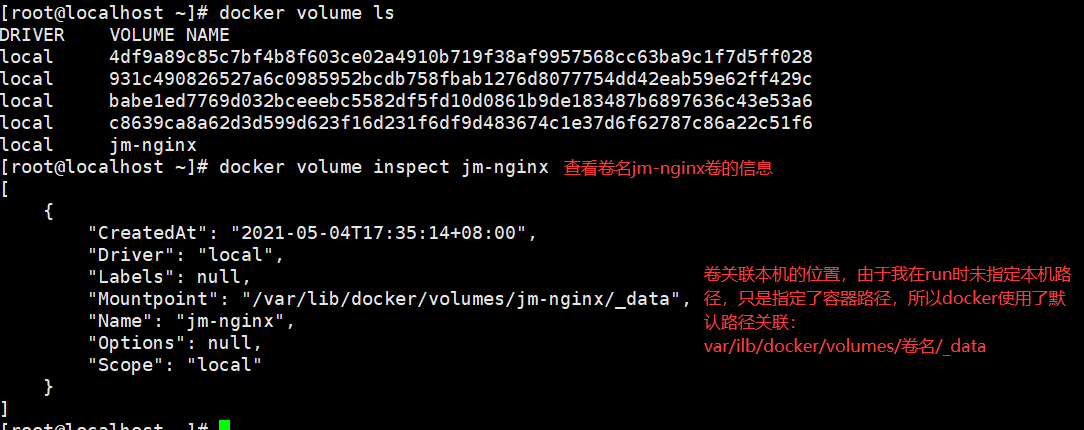 [root@localhost ~]# docker volume ls
DRIVER    VOLUME NAME
local     4df9a89c85c7bf4b8f603ce02a4910b719f38af9957568cc63ba9c1f7d5ff028
local     931c490826527a6c0985952bcdb758fbab1276d8077754dd42eab59e62ff429c
local     babe1ed7769d032bceeebc5582df5fd10d0861b9de183487b6897636c43e53a6
local     c8639ca8a62d3d599d623f16d231f6df9d483674c1e37d6f62787c86a22c51f6
local     jm-nginx
[root@localhost ~]# docker volume inspect jm-nginx 查看卷名jm-nginx卷的信息
[
    {
        "CreatedAt": "2021-05-04T17:35:14+08:00",
        "Driver": "local",
        "Labels": null,
        "Mountpoint": "/var/lib/docker/volumes/jm-nginx/_data",
        "Name": "jm-nginx",
        "Options": null,
        "Scope": "local"
    }
]
卷关联本机的位置，由于我在run时未指定本机路
径，只是指定了容器路径，所以docker使用了默
认路径关联：
var/ilb/docker/volumes/卷名/_data
[root@localhost ~]#